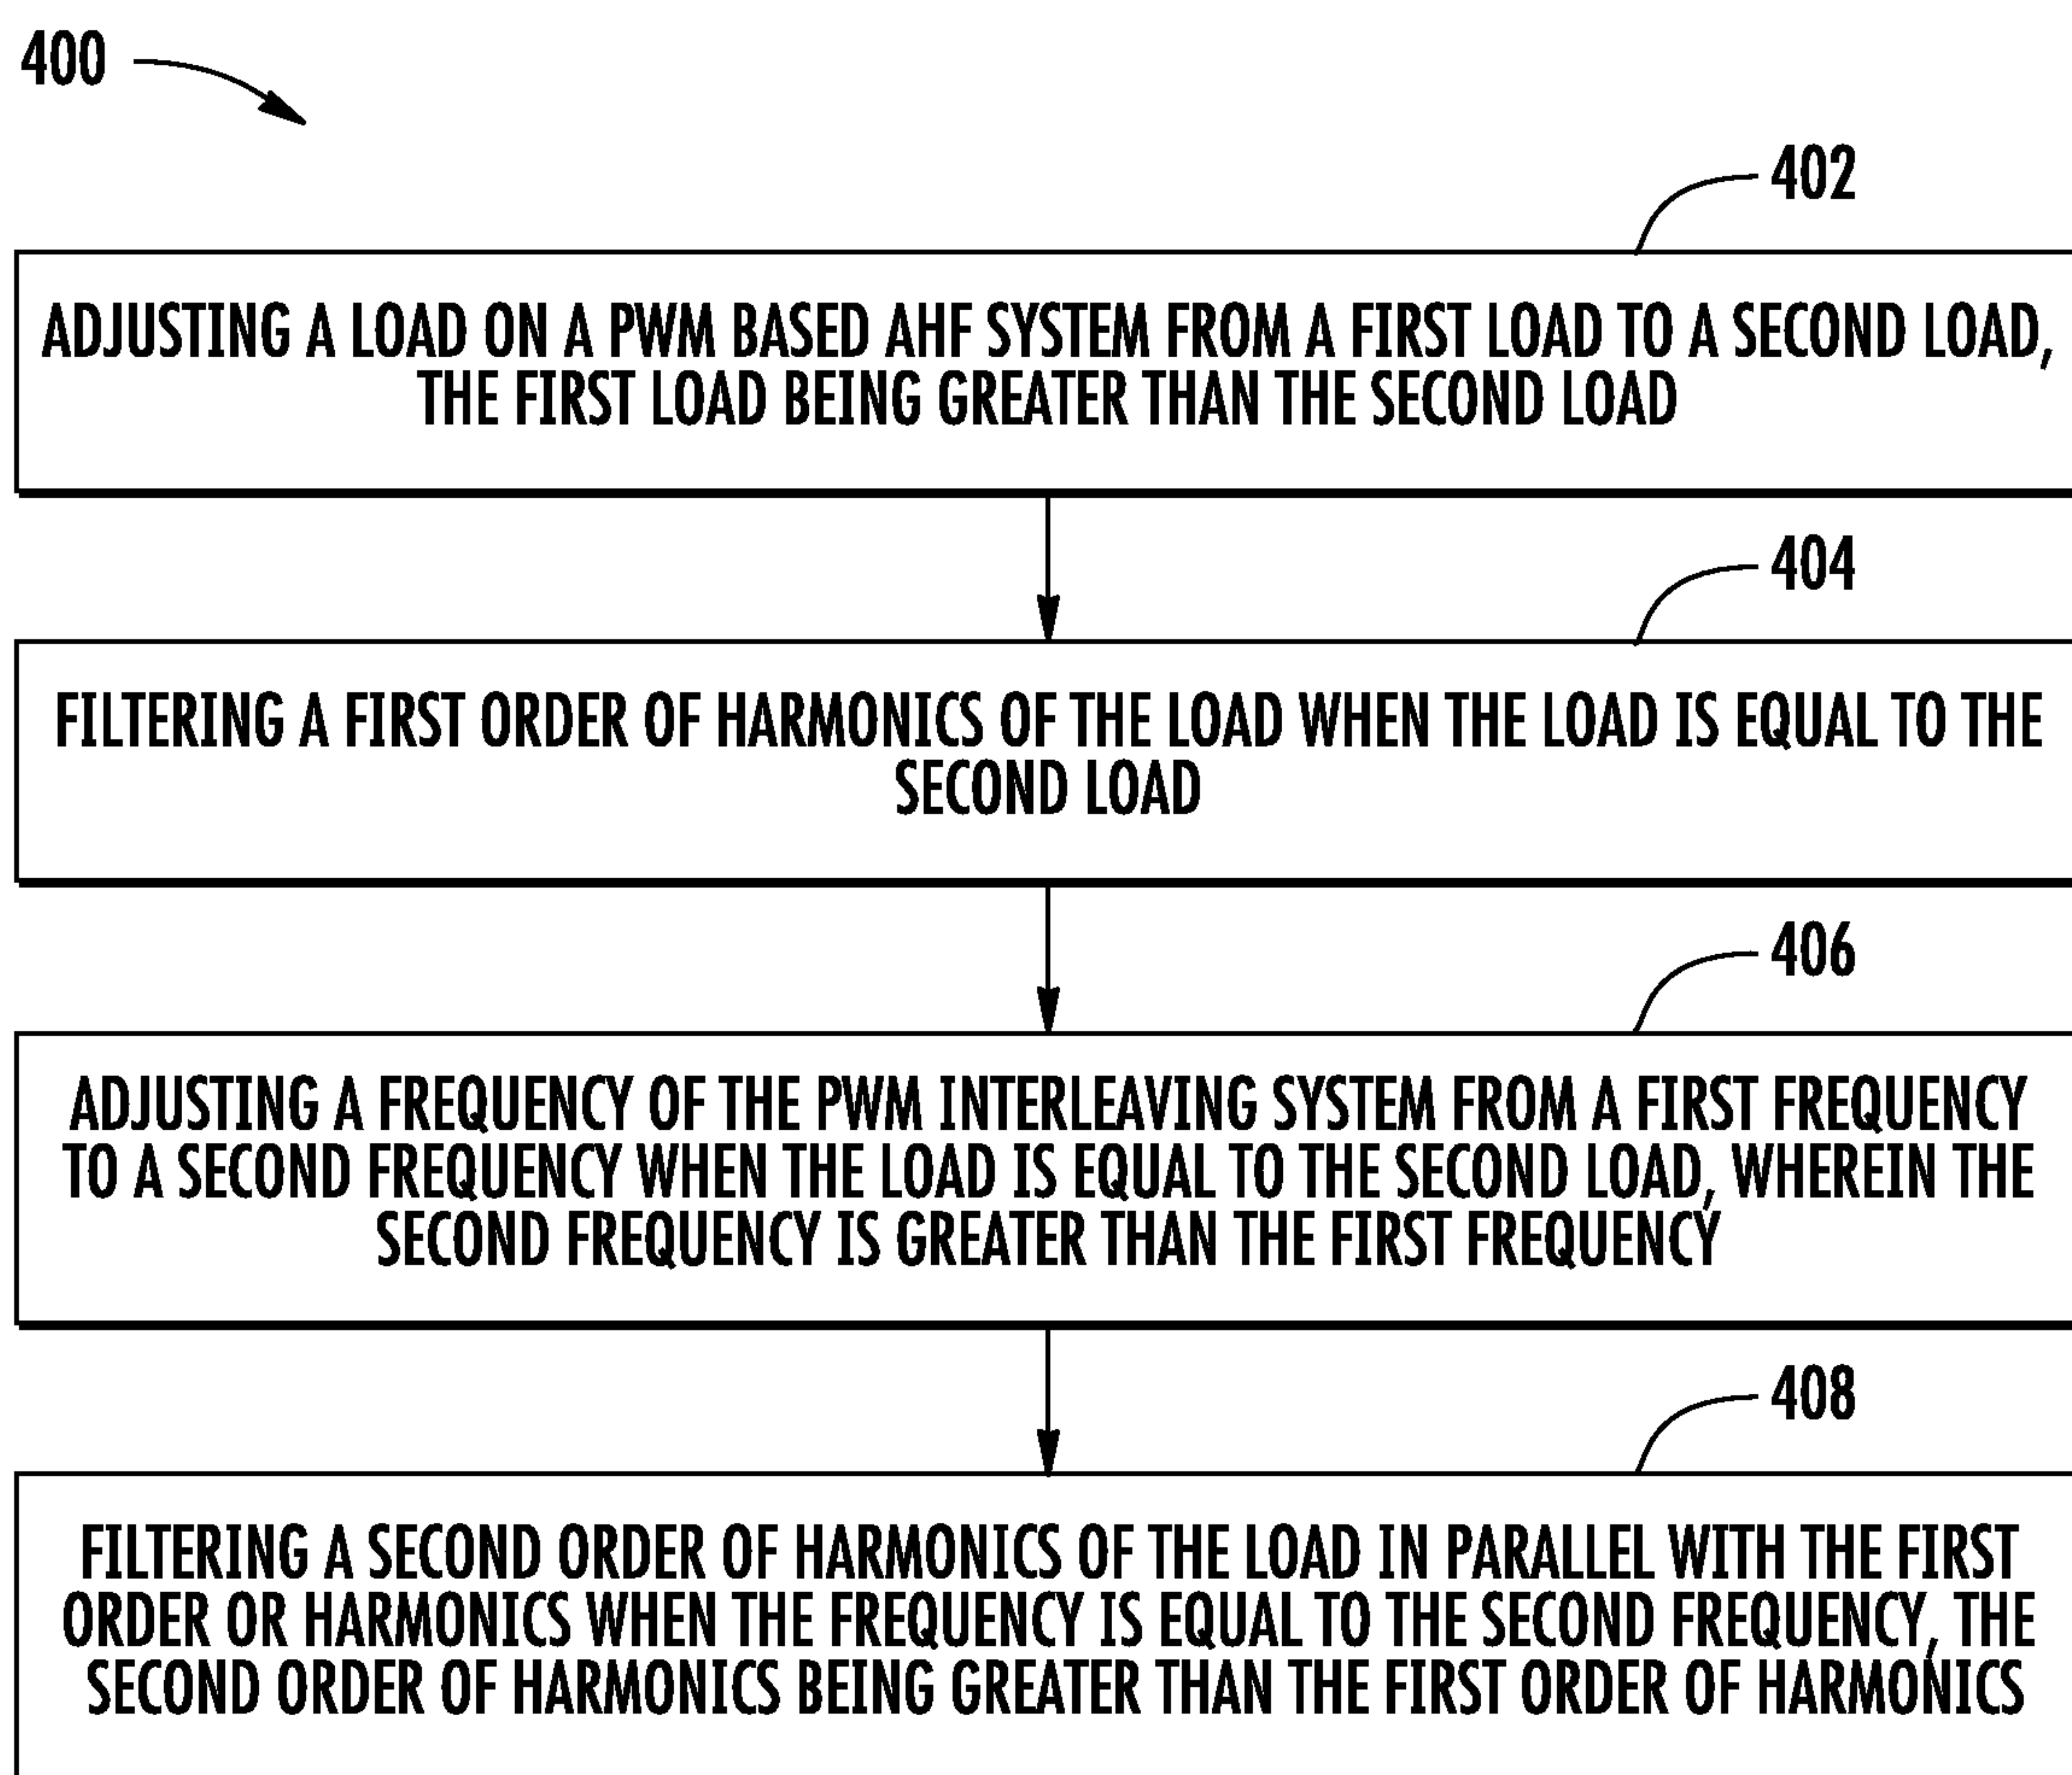 400
402
ADJUSTING A LOAD ON A PWM BASED AHF SYSTEM FROM A FIRST LOAD TO A SECOND LOAD,
THE FIRST LOAD BEING GREATER THAN THE SECOND LOAD
404
FILTERING A FIRST ORDER OF HARMONICS OF THE LOAD WHEN THE LOAD IS EQUAL TO THE
SECOND LOAD
406
ADJUSTING A FREQUENCY OF THE PWM INTERLEAVING SYSTEM FROM A FIRST FREQUENCY
TO A SECOND FREQUENCY WHEN THE LOAD IS EQUAL TO THE SECOND LOAD, WHEREIN THE
SECOND FREQUENCY IS GREATER THAN THE FIRST FREQUENCY
408
FILTERING A SECOND ORDER OF HARMONICS OF THE LOAD IN PARALLEL WITH THE FIRST
ORDER OR HARMONICS WHEN THE FREQUENCY IS EQUAL TO THE SECOND FREQUENCY, THE
SECOND ORDER OF HARMONICS BEING GREATER THAN THE FIRST ORDER OF HARMONICS